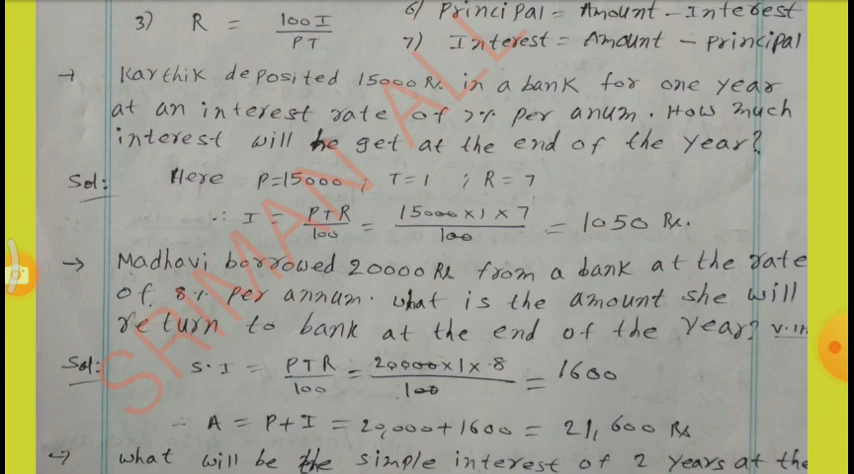 3) R = 100 I / PT
6) Principal = Amount - Interest
7) Interest = Amount - principal
→ Karthik deposited 15000 Rs in a bank for one year
at an interest rate of 7% per anum. How much
interest will he get at the end of the year?
Sol: Here P=15000 ; T=1 ; R=7
∴ I = PTR / 100 = 15000 x 1 x 7 / 100 = 1050 Rs.
→ Madhavi borrowed 20000 Rs from a bank at the rate
of 8% per annum. what is the amount she will
return to bank at the end of the year? V.Im
Sol: S.I = PTR / 100 = 20000 x 1 x 8 / 100 = 1600
∴ A = P+I = 20,000 + 1600 = 21,600 Rs
→ what will be the simple interest of 2 years at the
SRIMAN ALL